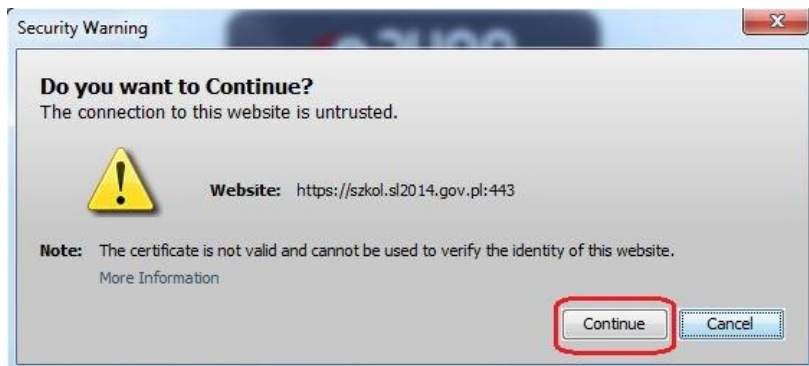 Security Warning
Do you want to Continue?
The connection to this website is untrusted.
Website: https://szkol.sl2014.gov.pl:443
Note: The certificate is not valid and cannot be used to verify the identity of this website.
More Information
Continue Cancel